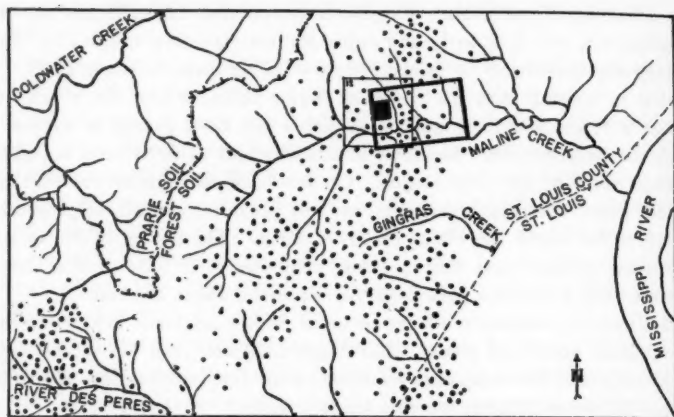 COLDWATER CREEK
PRARIE SOIL
FOREST SOIL
MALINE CREEK
GINGRAS CREEK
ST. LOUIS COUNTY
ST. LOUIS
MISSISSIPPI RIVER
RIVER DES PERES
N